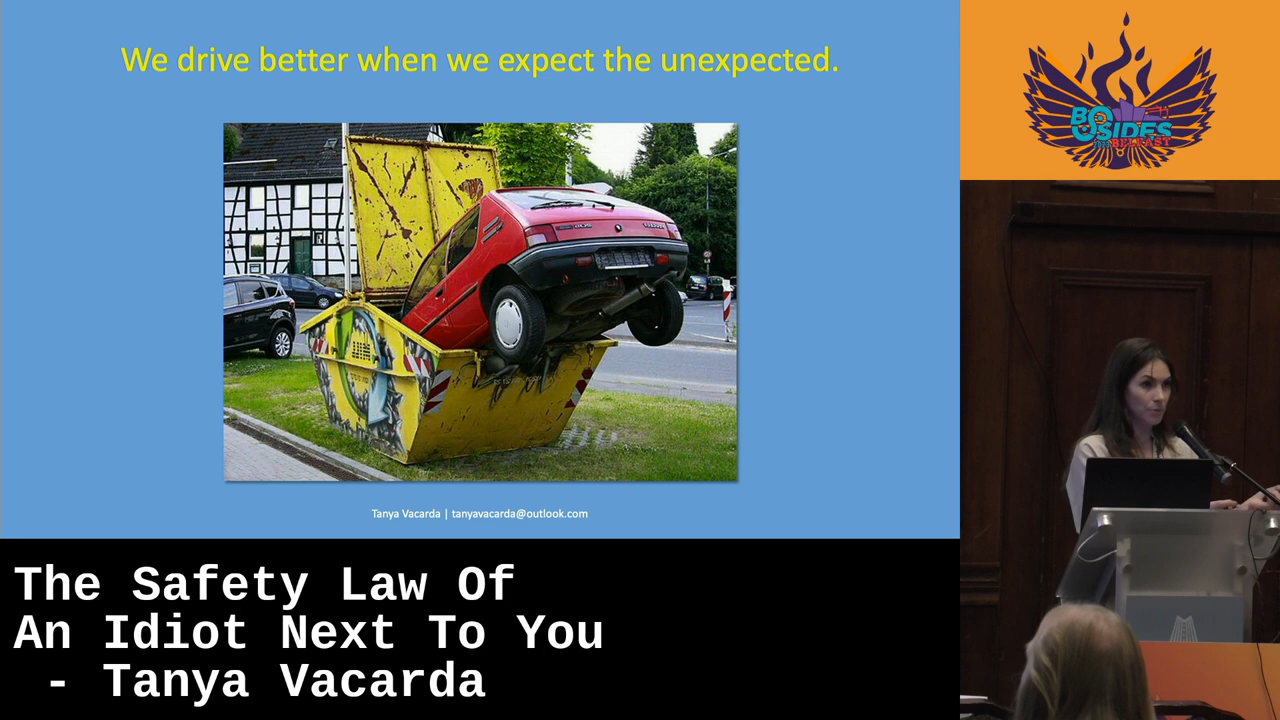 We drive better when we expect the unexpected.
Tanya Vacarda | tanyavacarda@outlook.com
The Safety Law Of
An Idiot Next To You
- Tanya Vacarda
BSIDES
BELFAST